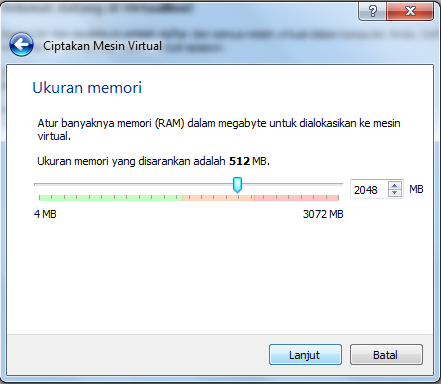 Ciptakan Mesin Virtual
Ukuran memori
Atur banyaknya memori (RAM) dalam megabyte untuk dialokasikan ke mesin
virtual.
Ukuran memori yang disarankan adalah 512 MB.
2048 MB
4 MB 3072 MB
Lanjut Batal